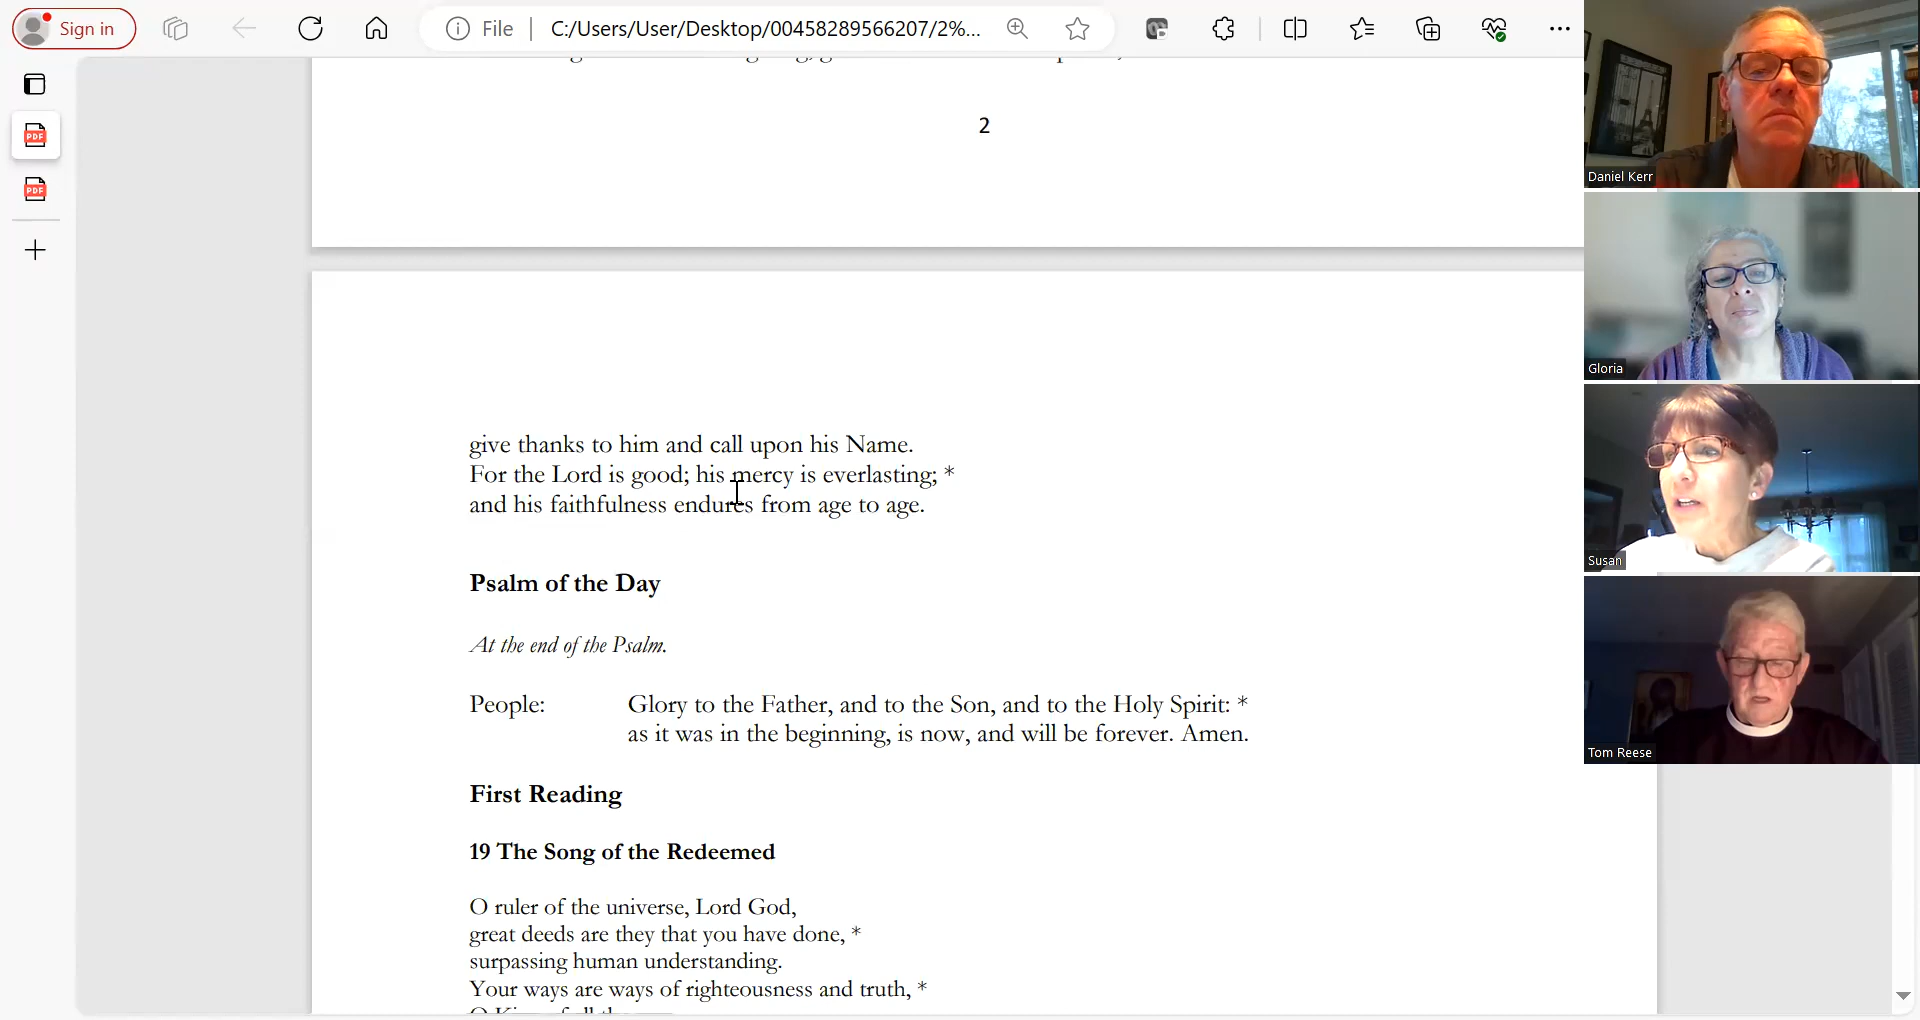 Sign in
File
C:/Users/User/Desktop/00458289566207/2%...
2
give thanks to him and call upon his Name.
For the Lord is good; his mercy is everlasting; *
and his faithfulness endures from age to age.
Psalm of the Day
At the end of the Psalm.
People: Glory to the Father, and to the Son, and to the Holy Spirit: *
as it was in the beginning, is now, and will be forever. Amen.
First Reading
19 The Song of the Redeemed
O ruler of the universe, Lord God,
great deeds are they that you have done, *
surpassing human understanding.
Your ways are ways of righteousness and truth, *
PDF
PDF
Daniel Kerr
Gloria
Susan
Tom Reese